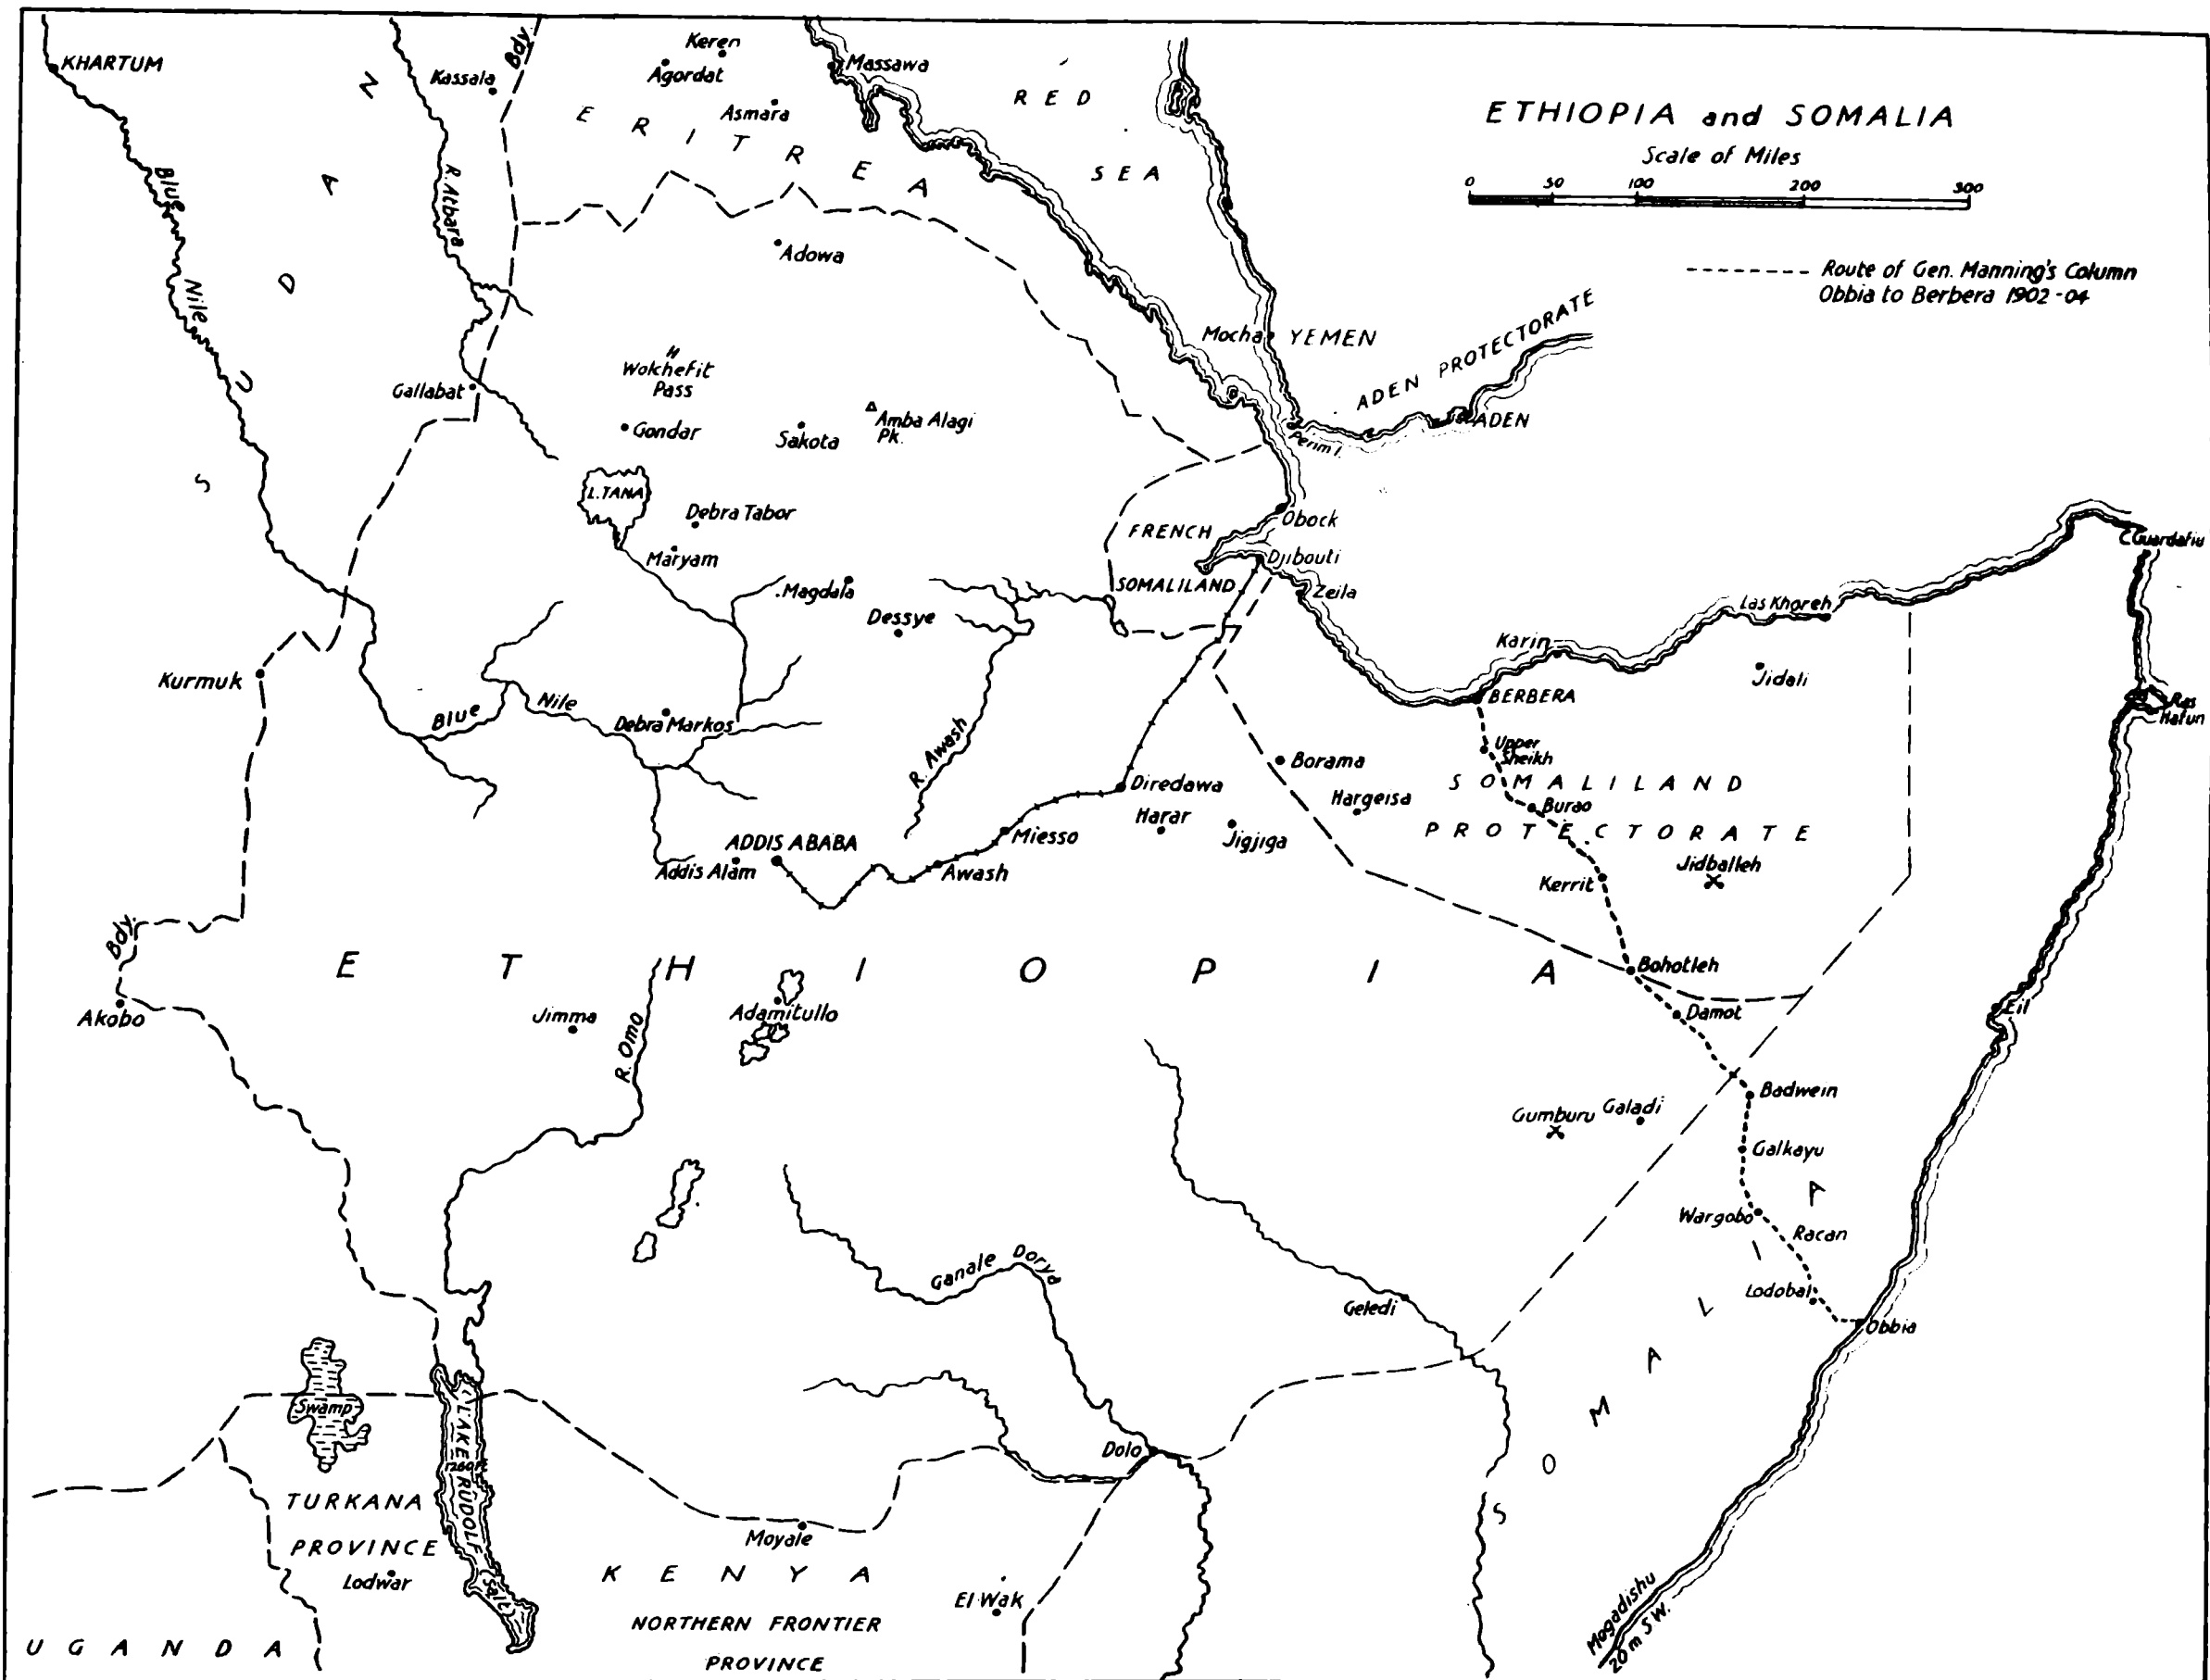 ETHIOPIA and SOMALIA
Scale of Miles
0 50 100 200 300
Route of Gen. Manning's Column
Obbia to Berbera 1902-04
KHARTUM
Kassala
Bdy
Keren
Agordat
Asmara
Massawa
RED
SEA
ERITREA
SUDAN
Blue
Nile
R. Atbara
Adowa
Mocha
YEMEN
ADEN PROTECTORATE
ADEN
Perim I.
Gallabat
Wolchefit
Pass
Gondar
Sakota
Amba Alagi
Pk.
L. TANA
Debra Tabor
Maryam
Magdala
Dessye
FRENCH
SOMALILAND
Obock
Djibouti
Zeila
Las Khoreh
C Guardafui
Karin
Jidali
BERBERA
Ras
Hafun
Kurmuk
Blue
Nile
Debra Markos
R. Awash
Upper
Sheikh
Borama
Hargeisa
SOMALILAND
PROTECTORATE
Burao
Diredawa
Harar
Jigjiga
Miesso
ADDIS ABABA
Addis Alam
Awash
Kerrit
Jidballeh
Bdy
ETHIOPIA
Bohotleh
Akobo
Jimma
R. Omo
Adamitullo
Damot
Eil
Badwein
Gumburu
Galadi
Galkayu
Wargobo
Racan
Ganale Dorya
Geledi
Lodobal
Obbia
SOMALIA
Swamp
LAKE RUDOLF
1260 ft
Salt
Dolo
TURKANA
PROVINCE
Lodwar
Moyale
KENYA
NORTHERN FRONTIER
PROVINCE
El Wak
UGANDA
Mogadishu
20 m S.W.